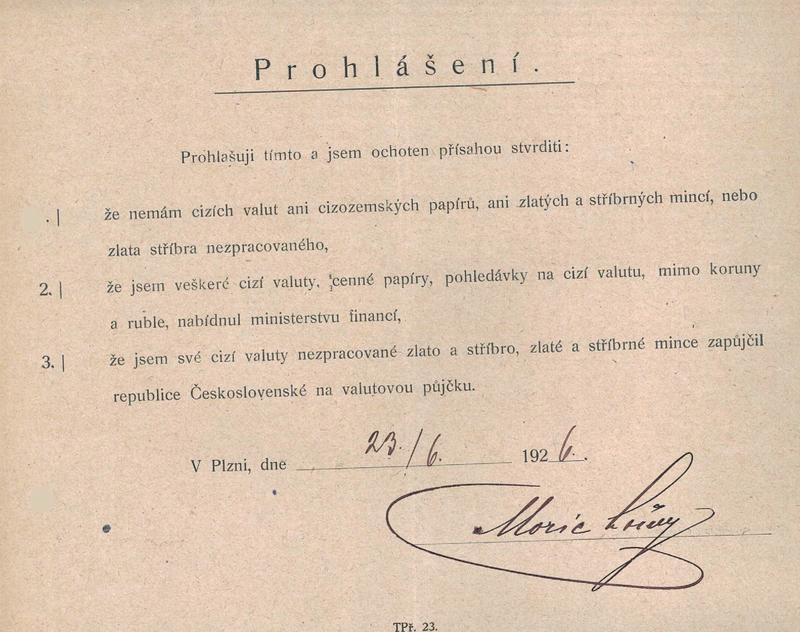 Prohlášení.
Prohlašuji tímto a jsem ochoten přísahou stvrditi:
. | že nemám cizích valut ani cizozemských papírů, ani zlatých a stříbrných mincí, nebo
zlata stříbra nezpracovaného,
2. | že jsem veškeré cizí valuty, cenné papíry, pohledávky na cizí valutu, mimo koruny
a ruble, nabídnul ministerstvu financí,
3. | že jsem své cizí valuty nezpracované zlato a stříbro, zlaté a stříbrné mince zapůjčil
republice Československé na valutovou půjčku.
V Plzni, dne 23./6. 1926.
Moric Löwy
TPř. 23.